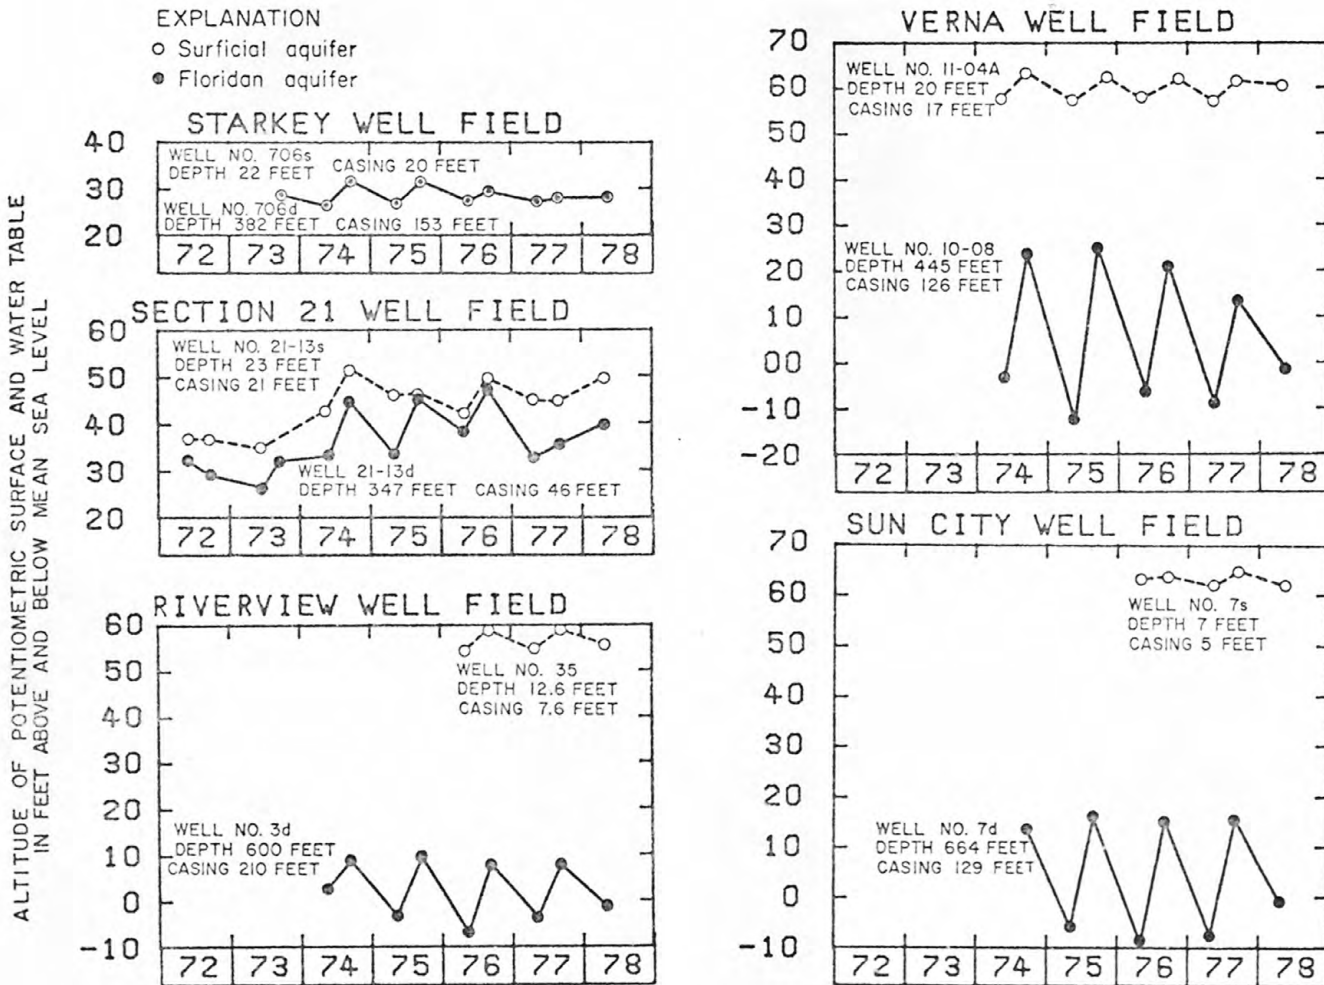 EXPLANATION
Surficial aquifer
Floridan aquifer
ALTITUDE OF POTENTIOMETRIC SURFACE AND WATER TABLE
IN FEET ABOVE AND BELOW MEAN SEA LEVEL
STARKEY WELL FIELD
40
30
20
WELL NO. 706s
DEPTH 22 FEET CASING 20 FEET
WELL NO. 706d
DEPTH 382 FEET CASING 153 FEET
72 73 74 75 76 77 78
SECTION 21 WELL FIELD
60
50
40
30
20
WELL NO. 21-13s
DEPTH 23 FEET
CASING 21 FEET
WELL 21-13d
DEPTH 347 FEET CASING 46 FEET
72 73 74 75 76 77 78
RIVERVIEW WELL FIELD
60
50
40
30
20
10
0
-10
WELL NO. 35
DEPTH 12.6 FEET
CASING 7.6 FEET
WELL NO. 3d
DEPTH 600 FEET
CASING 210 FEET
72 73 74 75 76 77 78
VERNA WELL FIELD
70
60
50
40
30
20
10
00
-10
-20
WELL NO. 11-04A
DEPTH 20 FEET
CASING 17 FEET
WELL NO. 10-08
DEPTH 445 FEET
CASING 126 FEET
72 73 74 75 76 77 78
SUN CITY WELL FIELD
70
60
50
40
30
20
10
0
-10
WELL NO. 7s
DEPTH 7 FEET
CASING 5 FEET
WELL NO. 7d
DEPTH 664 FEET
CASING 129 FEET
72 73 74 75 76 77 78